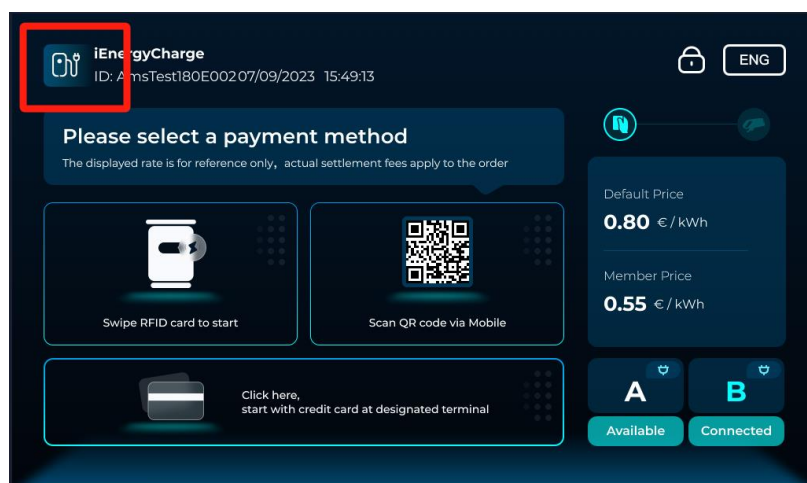 iEnergyCharge
ID: AmsTest180E00207/09/2023 15:49:13
ENG
Please select a payment method
The displayed rate is for reference only, actual settlement fees apply to the order
Swipe RFID card to start
Scan QR code via Mobile
Click here,
start with credit card at designated terminal
Default Price
0.80 €/kWh
Member Price
0.55 €/kWh
A
B
Available
Connected